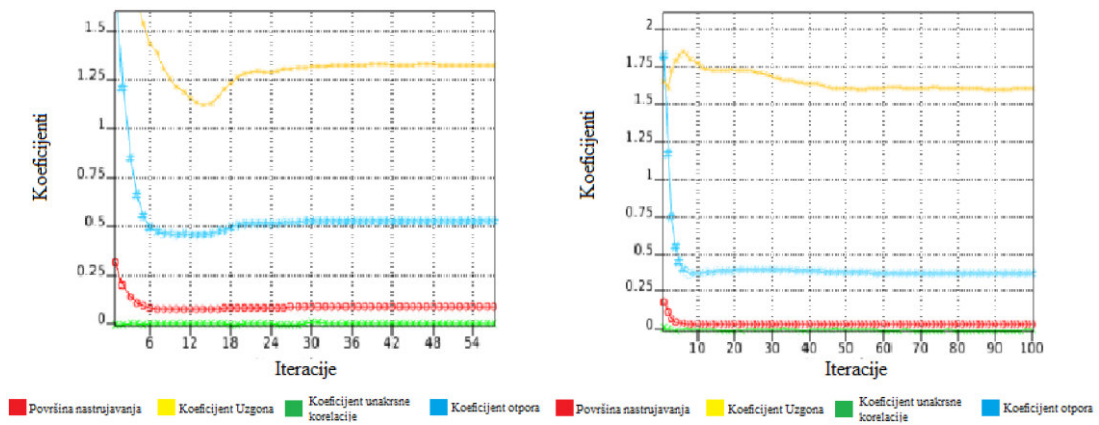 1.5
1.25
1
0.75
0.5
0.25
0.
6 12 18 24 30 36 42 48 54
Koeficijenti
Iteracije
2
1.75
1.5
1.25
1
0.75
0.5
0.25
0
10 20 30 40 50 60 70 80 90 100
Koeficijenti
Iteracije
Površina nastrujavanja
Koeficijent Uzgona
Koeficijent unakrsne
korelacije
Koeficijent otpora
Površina nastrujavanja
Koeficijent Uzgona
Koeficijent unakrsne
korelacije
Koeficijent otpora